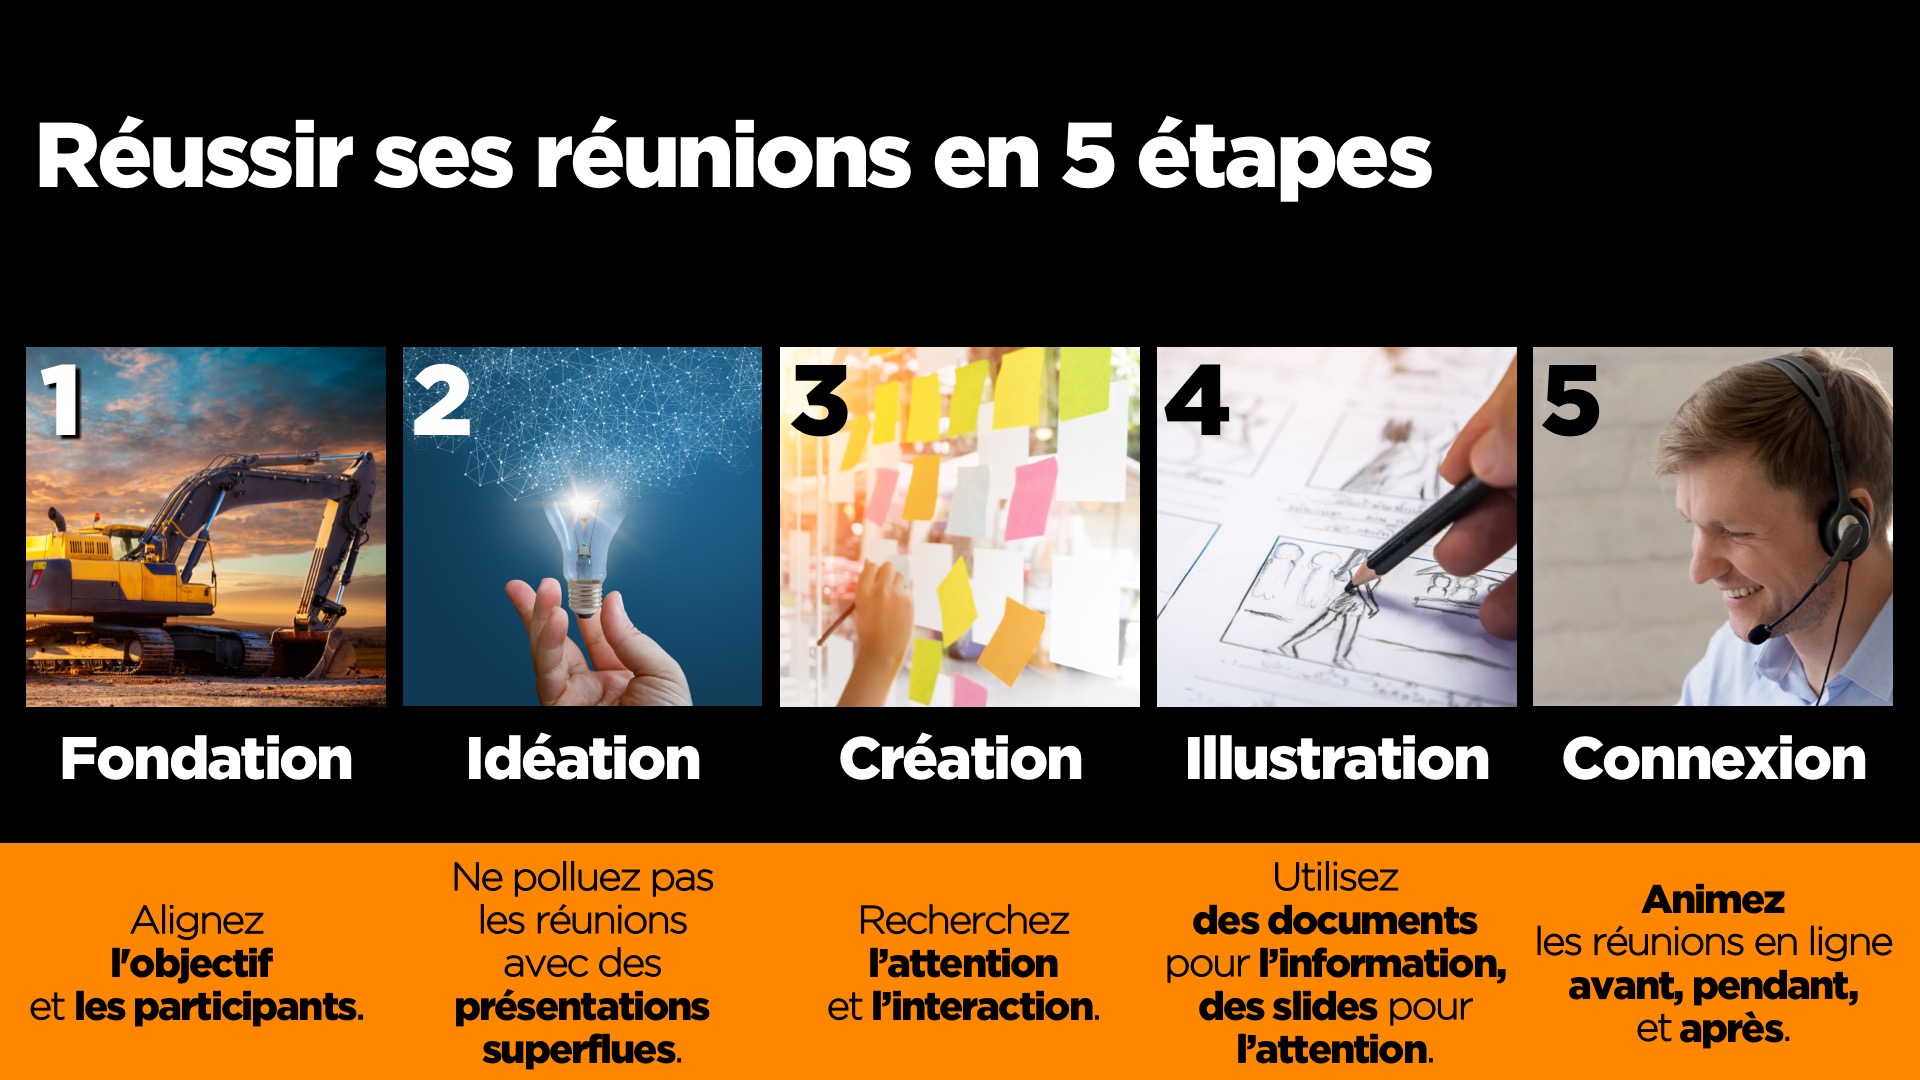 Réussir ses réunions en 5 étapes
1
2
3
4
5
Fondation
Idéation
Création
Illustration
Connexion
Alignez
l'objectif
et les participants.
Ne polluez pas
les réunions
avec des
présentations
superflues.
Recherchez
l’attention
et l’interaction.
Utilisez
des documents
pour l’information,
des slides pour
l’attention.
Animez
les réunions en ligne
avant, pendant,
et après.